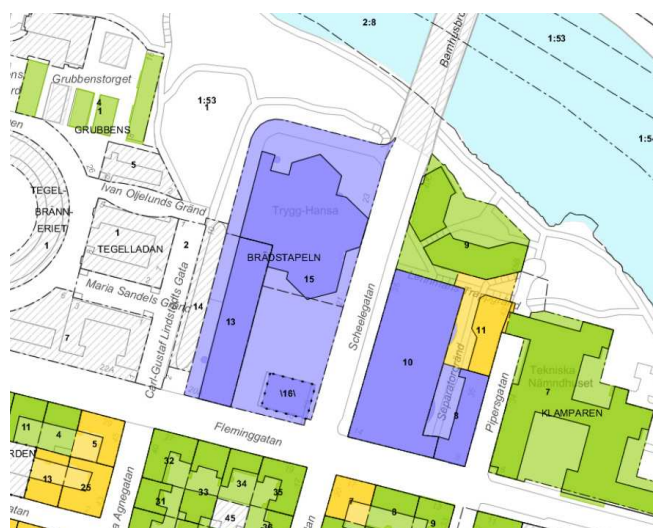 2:8
Barnhusbro
1:53
1:53
1
Grubbenstorget
4
1
GRUBBENS
5
26
TEGEL-
BRÄNN-
ERIET
1
Ivan Oljelunds Gränd
1
TEGELLADAN
2
Maria Sandels Gränd
14
7
22A
Carl-Gustaf Lindstedts Gata
Trygg-Hansa
BRÄDSTAPELN
15
13
\16\
Scheelegatan
9
11
10
8
Separatorgränd
Pipersgatan
Tekniska
Nämndhuset
7
KLAMPAREN
Fleminggatan
11
4
5
13
25
32
34
33
35
31
45
7
8
9